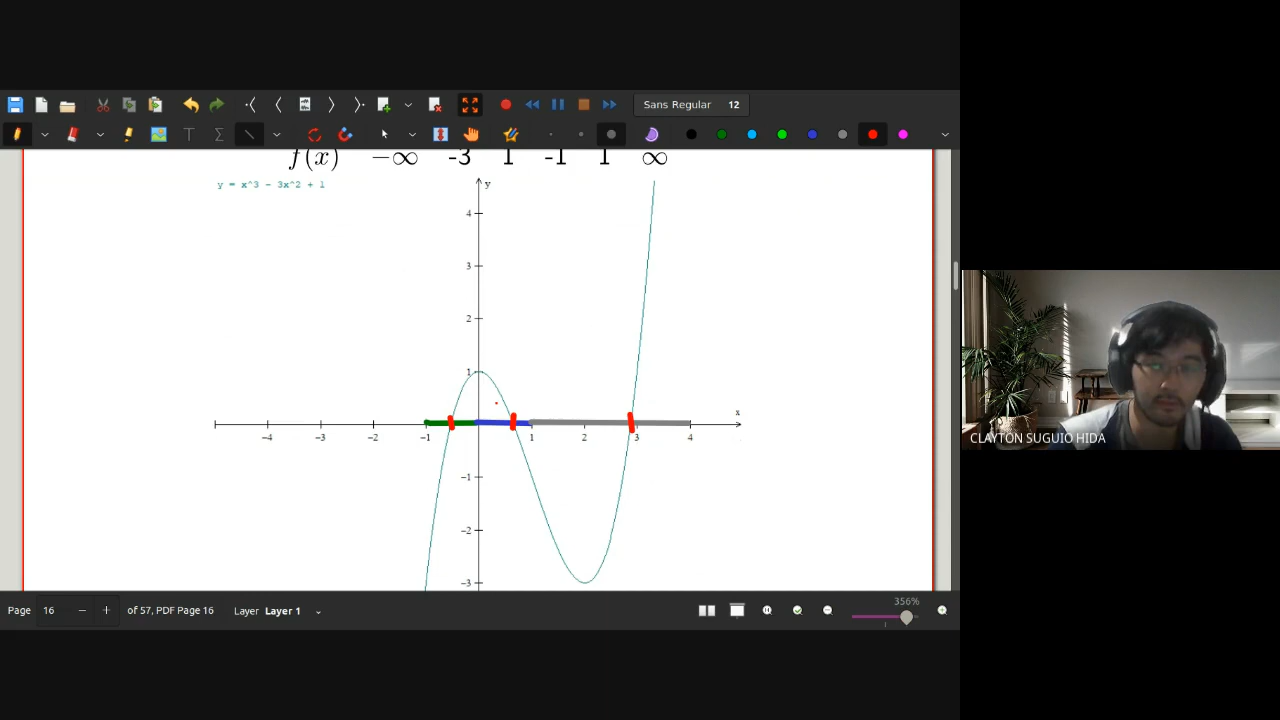 Sans Regular 12
f(x) −∞ -3 1 -1 1 ∞
y = x^3 - 3x^2 + 1
y
4
3
2
1
x
−4 −3 −2 −1 1 2 3 4
−1
−2
−3
CLAYTON SUGUIO HIDA
Page 16 of 57, PDF Page 16 Layer Layer 1 356%